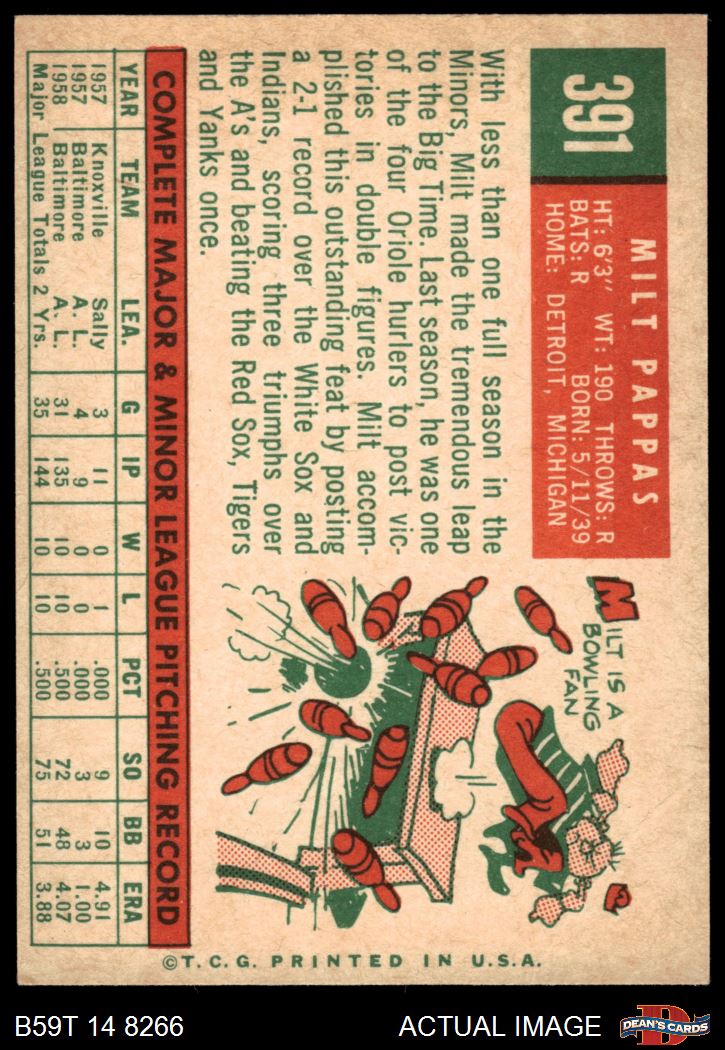 391
MILT PAPPAS
HT: 6'3" WT: 190 THROWS: R
BATS: R BORN: 5/11/39
HOME: DETROIT, MICHIGAN
With less than one full season in the
Minors, Milt made the tremendous leap
to the Big Time. Last season, he was one
of the four Oriole hurlers to post vic-
tories in double figures. Milt accom-
plished this outstanding feat by posting
a 2-1 record over the White Sox and
Indians, scoring three triumphs over
the A's and beating the Red Sox, Tigers
and Yanks once.
MILT IS A
BOWLING
FAN
COMPLETE MAJOR & MINOR LEAGUE PITCHING RECORD
YEAR TEAM LEA. G IP W L PCT SO BB ERA
1957 Knoxville Sally 3 11 0 1 .000 9 10 4.91
1957 Baltimore A. L. 4 9 0 0 .000 3 3 1.00
1958 Baltimore A. L. 31 135 10 10 .500 72 48 4.07
Major League Totals 2 Yrs. 35 144 10 10 .500 75 51 3.88
© T. C. G. PRINTED IN U.S.A.
B59T 14 8266
ACTUAL IMAGE
DEAN'S CARDS